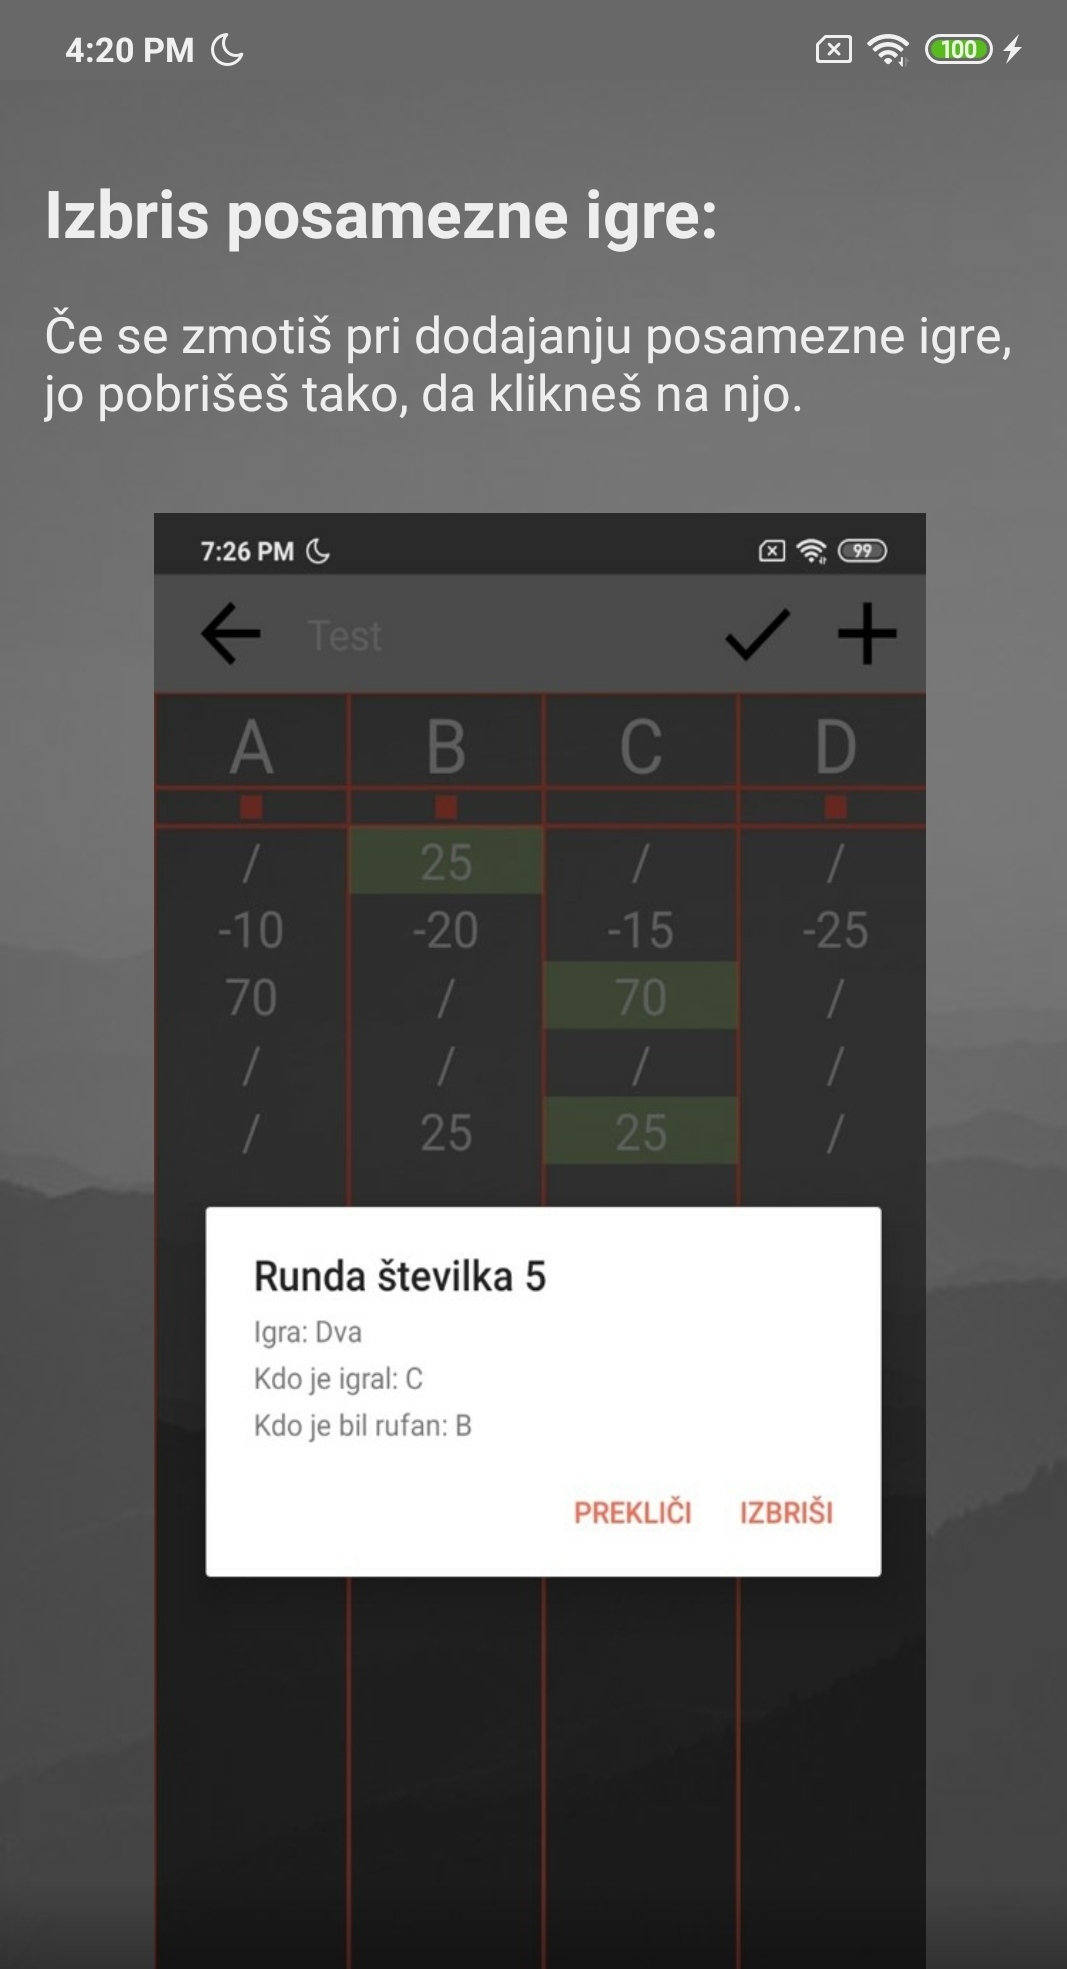 4:20 PM
100
Izbris posamezne igre:
Če se zmotiš pri dodajanju posamezne igre,
jo pobrišeš tako, da klikneš na njo.
7:26 PM
99
Test
A B C D
/ 25 / /
-10 -20 -15 -25
70 / 70 /
/ / / /
/ 25 25 /
Runda številka 5
Igra: Dva
Kdo je igral: C
Kdo je bil rufan: B
PREKLIČI IZBRIŠI